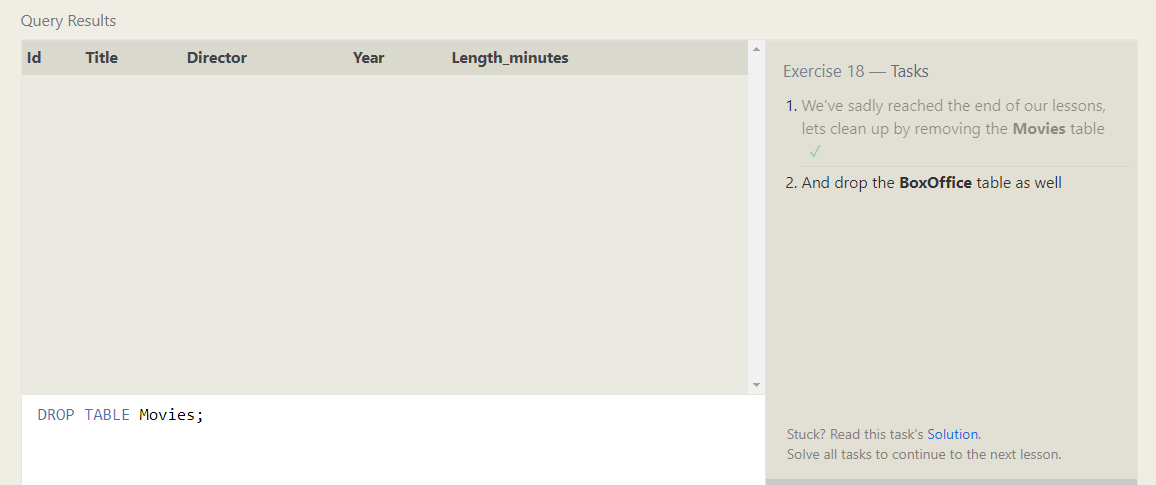 Query Results
Id Title Director Year Length_minutes
DROP TABLE Movies;
Exercise 18 — Tasks
1. We've sadly reached the end of our lessons,
lets clean up by removing the Movies table
✓
2. And drop the BoxOffice table as well
Stuck? Read this task's Solution.
Solve all tasks to continue to the next lesson.